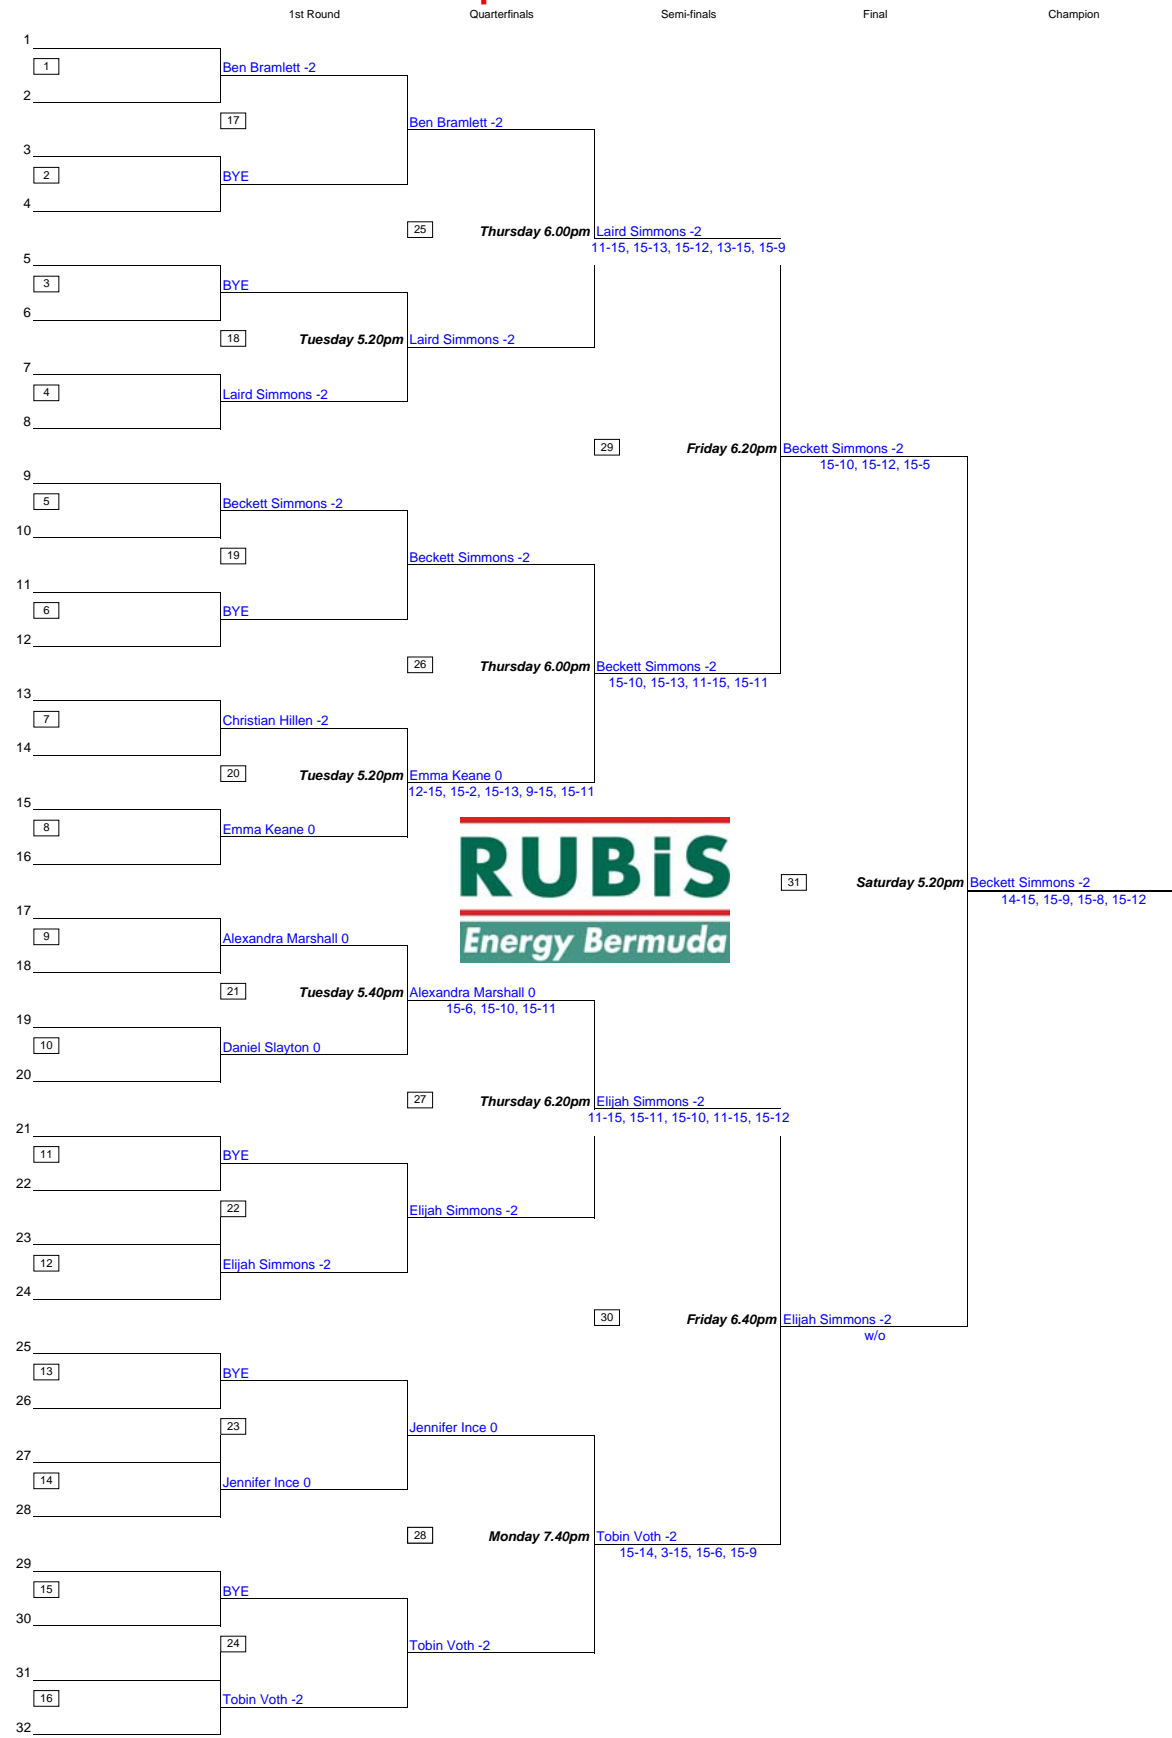 1st Round Quarterfinals Semi-finals Final Champion
1
1 Ben Bramlett -2
2
17 Ben Bramlett -2
3
2 BYE
4
25 Thursday 6.00pm Laird Simmons -2
11-15, 15-13, 15-12, 13-15, 15-9
5
3 BYE
6
18 Tuesday 5.20pm Laird Simmons -2
7
4 Laird Simmons -2
8
29 Friday 6.20pm Beckett Simmons -2
15-10, 15-12, 15-5
9
5 Beckett Simmons -2
10
19 Beckett Simmons -2
11
6 BYE
12
26 Thursday 6.00pm Beckett Simmons -2
15-10, 15-13, 11-15, 15-11
13
7 Christian Hillen -2
14
20 Tuesday 5.20pm Emma Keane 0
12-15, 15-2, 15-13, 9-15, 15-11
15
8 Emma Keane 0
16
RUBiS
Energy Bermuda
31 Saturday 5.20pm Beckett Simmons -2
14-15, 15-9, 15-8, 15-12
17
9 Alexandra Marshall 0
18
21 Tuesday 5.40pm Alexandra Marshall 0
15-6, 15-10, 15-11
19
10 Daniel Slayton 0
20
27 Thursday 6.20pm Elijah Simmons -2
11-15, 15-11, 15-10, 11-15, 15-12
21
11 BYE
22
22 Elijah Simmons -2
23
12 Elijah Simmons -2
24
30 Friday 6.40pm Elijah Simmons -2
w/o
25
13 BYE
26
23 Jennifer Ince 0
27
14 Jennifer Ince 0
28
28 Monday 7.40pm Tobin Voth -2
15-14, 3-15, 15-6, 15-9
29
15 BYE
30
24 Tobin Voth -2
31
16 Tobin Voth -2
32